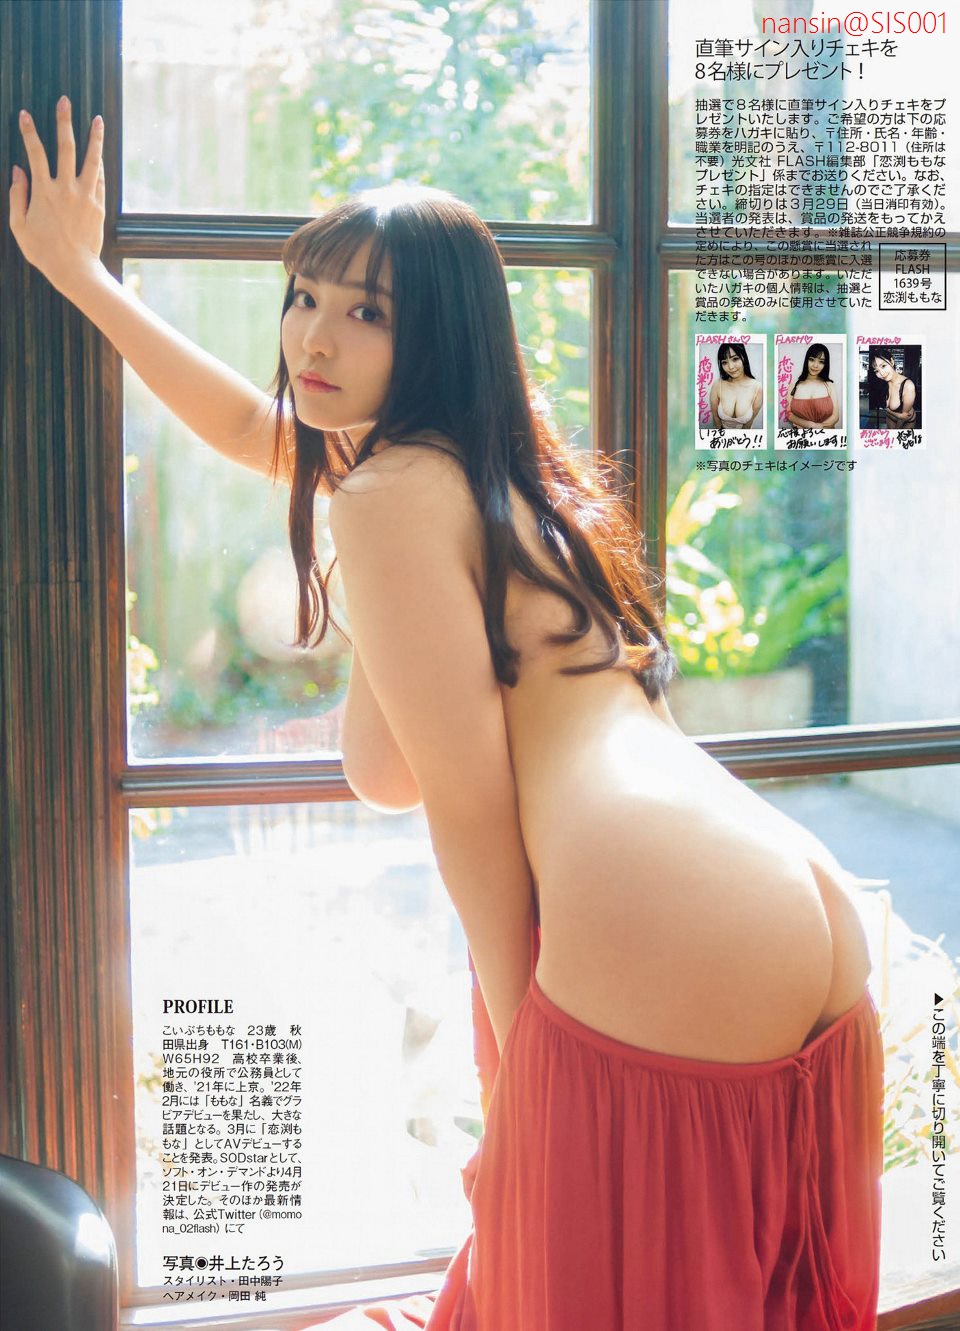 nansin@SIS001
直筆サイン入りチェキを
8名様にプレゼント！
抽選で８名様に直筆サイン入りチェキをプ
レゼントいたします。ご希望の方は下の応
募券をハガキに貼り、〒住所・氏名・年齢・
職業を明記のうえ、〒112-8011（住所は
不要）光文社 FLASH編集部「恋渕ももな
プレゼント」係までお送りください。なお、
チェキの指定はできませんのでご了承くだ
さい。締切りは３月29日（当日消印有効）。
当選者の発表は、賞品の発送をもってかえ
させていただきます。※雑誌公正競争規約の
定めにより、この懸賞に当選され
た方はこの号のほかの懸賞に入選
できない場合があります。いただ
いたハガキの個人情報は、抽選と
賞品の発送のみに使用させていた
だきます。
応募券
FLASH
1639号
恋渕ももな
FLASHさん♡
恋渕ももな
いつも
ありがとう!!
FLASH♡
恋渕ももな
応援よろしく
お願いします!!
FLASHさん♡
ありがとう
ございます!
※写真のチェキはイメージです
PROFILE
こいぶちももな　23歳　秋
田県出身　T161・B103(M)
W65H92　高校卒業後、
地元の役所で公務員として
働き、'21年に上京。'22年
2月には「ももな」名義でグラ
ビアデビューを果たし、大きな
話題となる。3月に「恋渕も
もな」としてAVデビューする
ことを発表。SODstarとして、
ソフト・オン・デマンドより4月
21日にデビュー作の発売が
決定した。そのほか最新情
報は、公式Twitter（@momo
na_02flash）にて
写真◉井上たろう
スタイリスト・田中陽子
ヘアメイク・岡田 純
▶この端を丁寧に切り開いてご覧ください